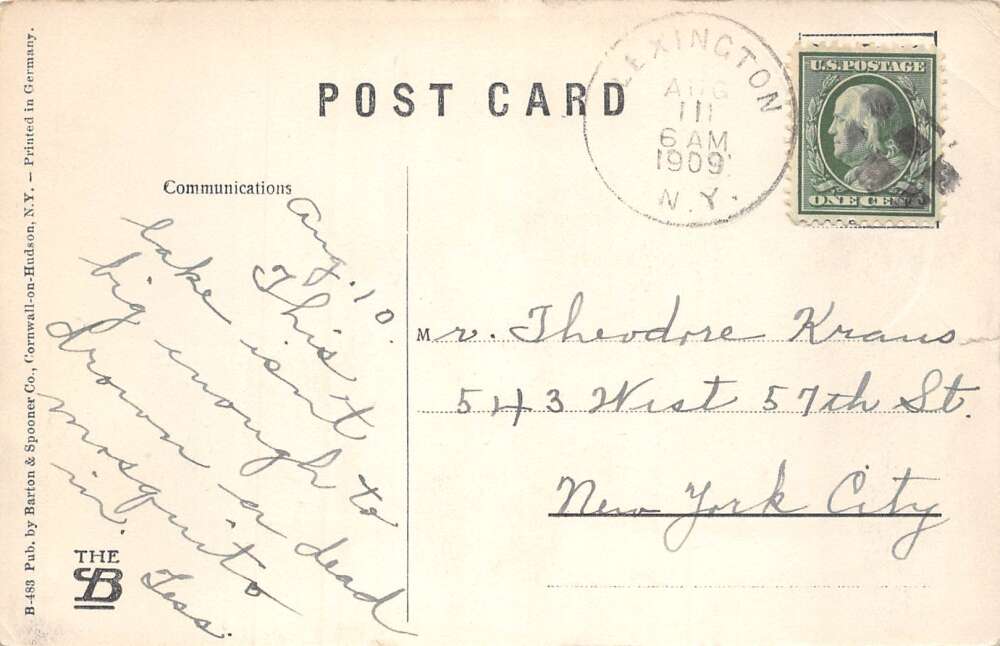 POST CARD
Communications
Aug. 10.
This
lake isn't
big enough to
drown a dead
mosquito
in.
Tess.
Mr. Theodore Kraus
543 West 57th St.
New York City
LEXINGTON
AUG
11
6 AM
1909
N.Y.
U.S. POSTAGE
ONE CENT
B-483 Pub. by Barton & Spooner Co., Cornwall-on-Hudson, N.Y. — Printed in Germany.
THE
SB